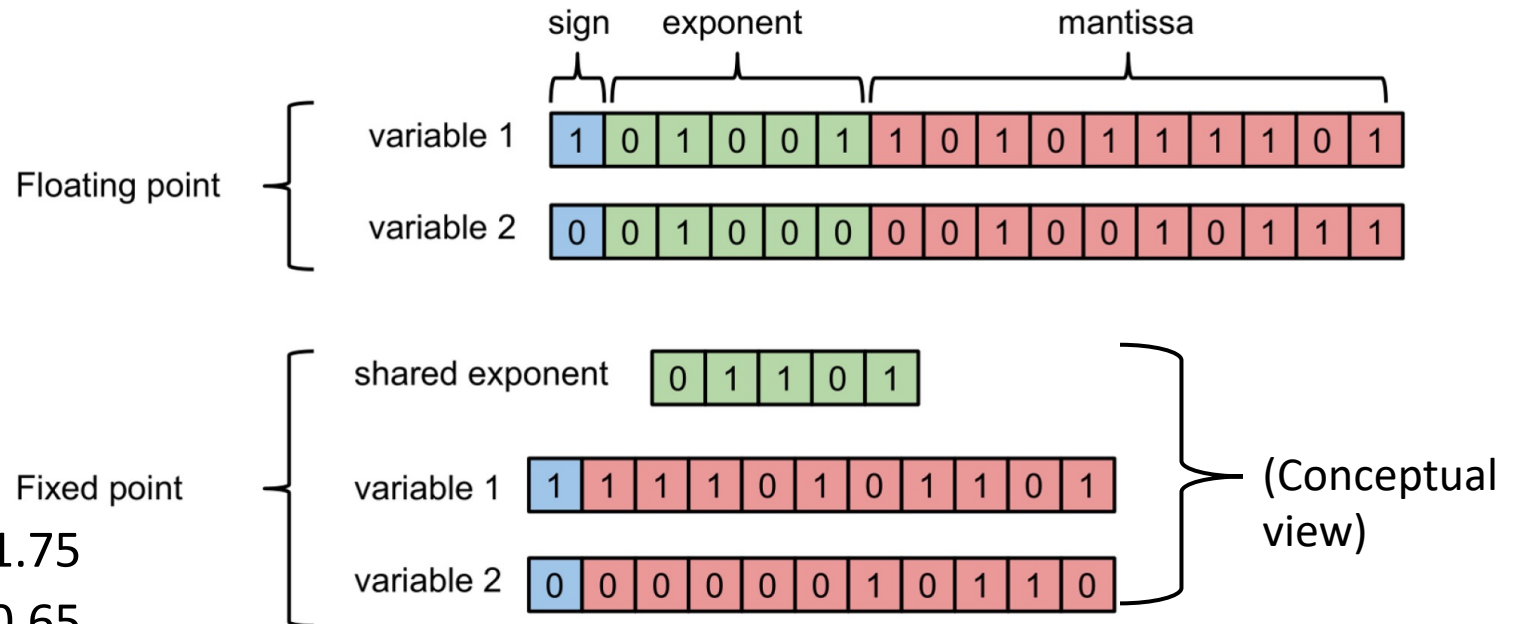 sign exponent mantissa
variable 1 1 0 1 0 0 1 1 0 1 0 1 1 1 1 0 1
Floating point
variable 2 0 0 1 0 0 0 0 0 1 0 0 1 0 1 1 1
shared exponent 0 1 1 0 1
Fixed point
variable 1 1 1 1 1 0 1 0 1 1 0 1
(Conceptual
view)
1.75
variable 2 0 0 0 0 0 0 1 0 1 1 0
0.65